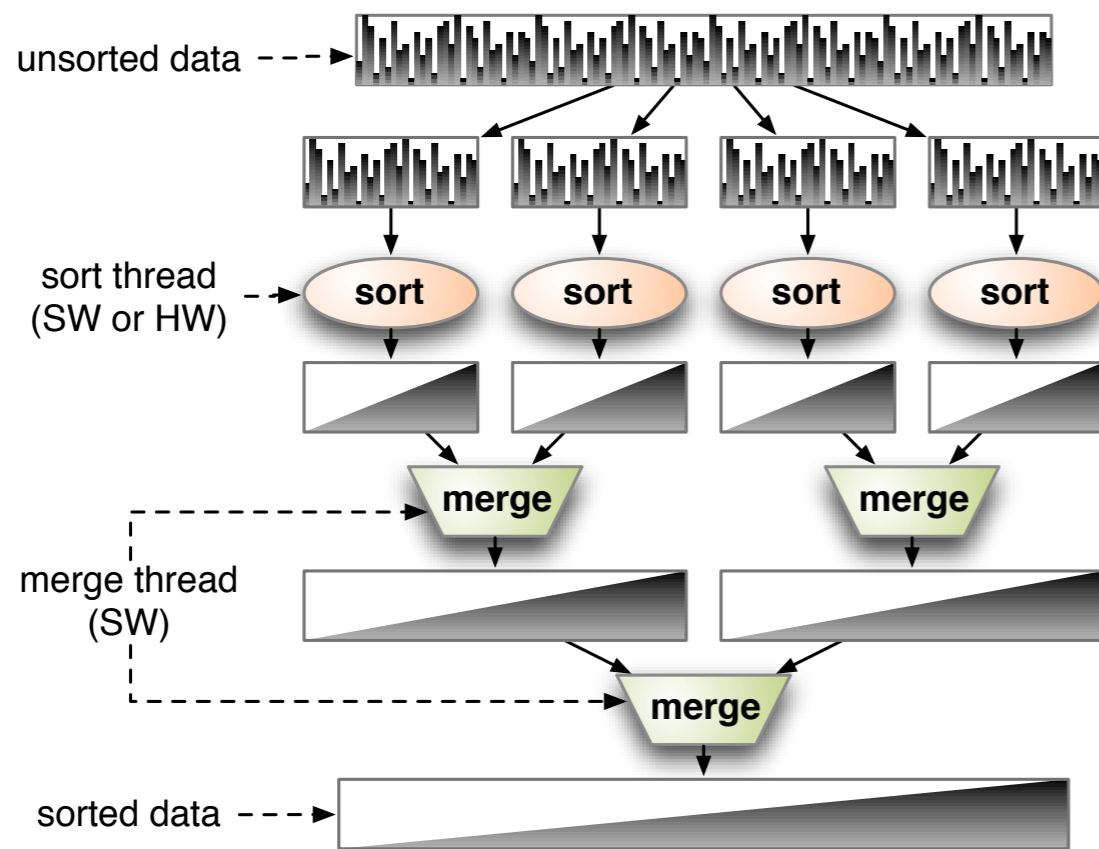 unsorted data
sort thread
(SW or HW)
sort sort sort sort
merge merge
merge thread
(SW)
merge
sorted data